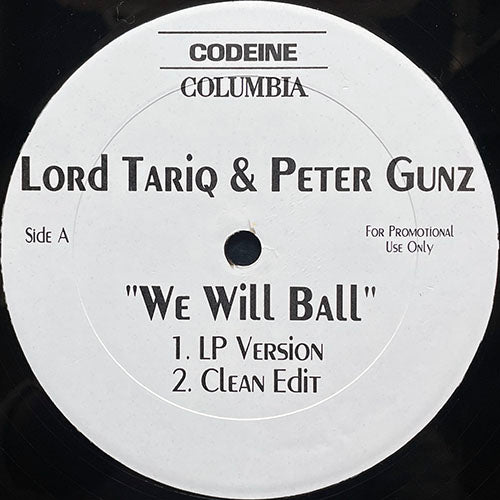 CODEINE
COLUMBIA
LORD TARIQ & PETER GUNZ
SIDE A
FOR PROMOTIONAL
USE ONLY
"WE WILL BALL"
1. LP VERSION
2. CLEAN EDIT